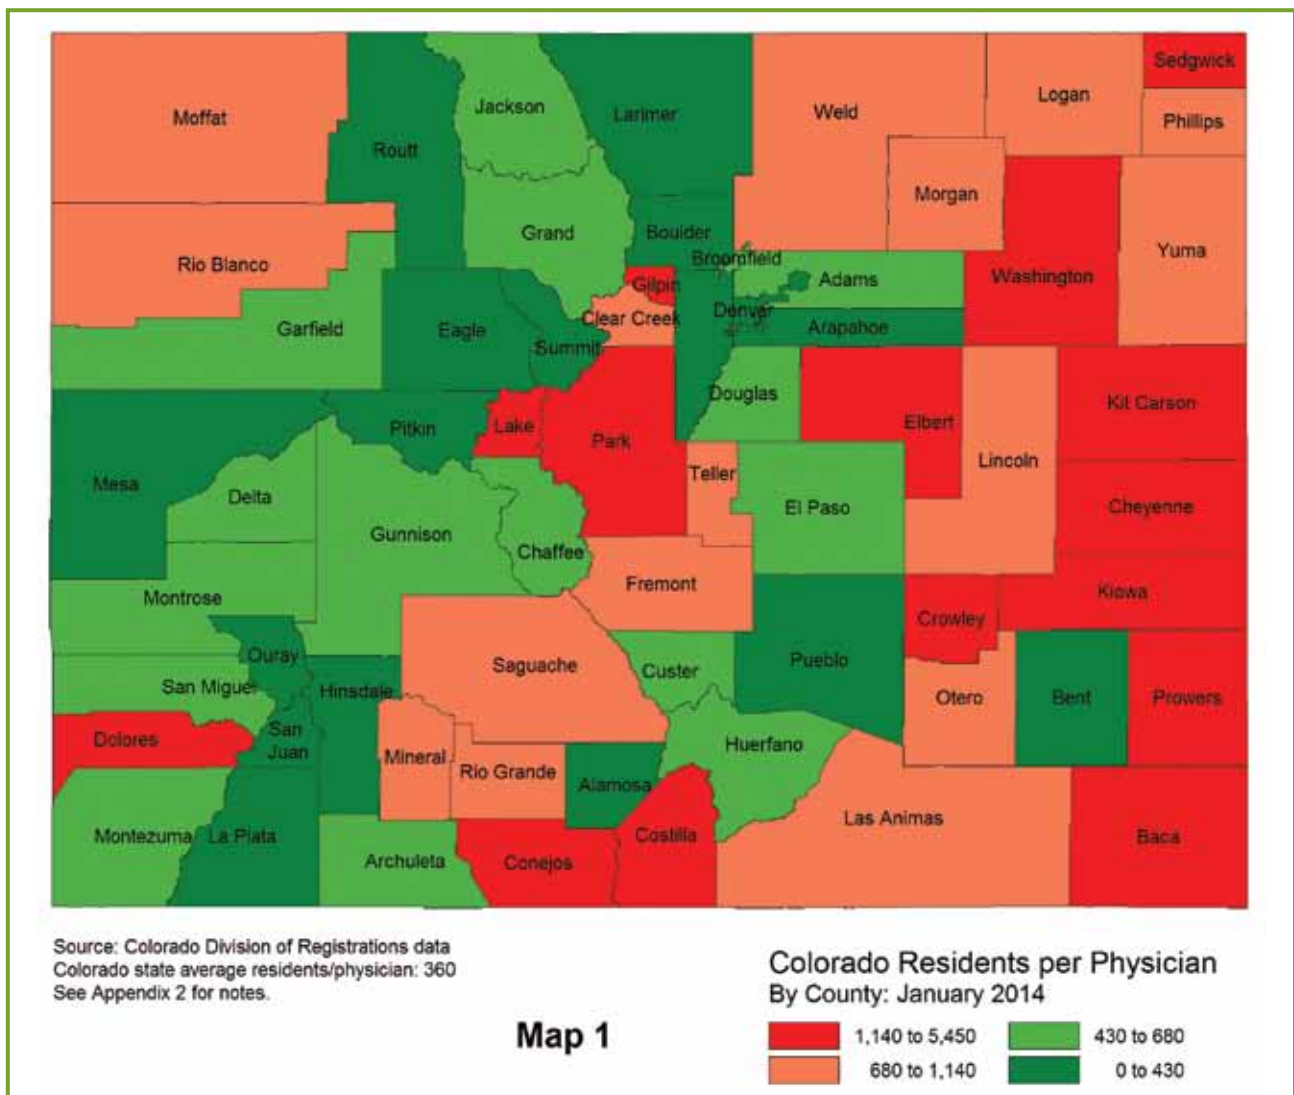 Sedgwick
Logan
Jackson
Weld
Larimer
Moffat
Phillips
Routt
Morgan
Grand
Boulder
Yuma
Broomfield
Rio Blanco
Washington
Adams
Gilpin
Denver
Clear Creek
Garfield
Eagle
Arapahoe
Summit
Douglas
Kit Carson
Elbert
Lake
Pitkin
Park
Lincoln
Teller
Mesa
Delta
El Paso
Cheyenne
Gunnison
Chaffee
Fremont
Kiowa
Montrose
Crowley
Ouray
Pueblo
Saguache
Custer
San Miguel
Hinsdale
Otero
Bent
Prowers
San
Juan
Dolores
Huerfano
Mineral
Rio Grande
Alamosa
Las Animas
Montezuma
La Plata
Costilla
Baca
Archuleta
Conejos
Source: Colorado Division of Registrations data
Colorado state average residents/physician: 360
See Appendix 2 for notes.
Map 1
Colorado Residents per Physician
By County: January 2014
1,140 to 5,450
430 to 680
680 to 1,140
0 to 430